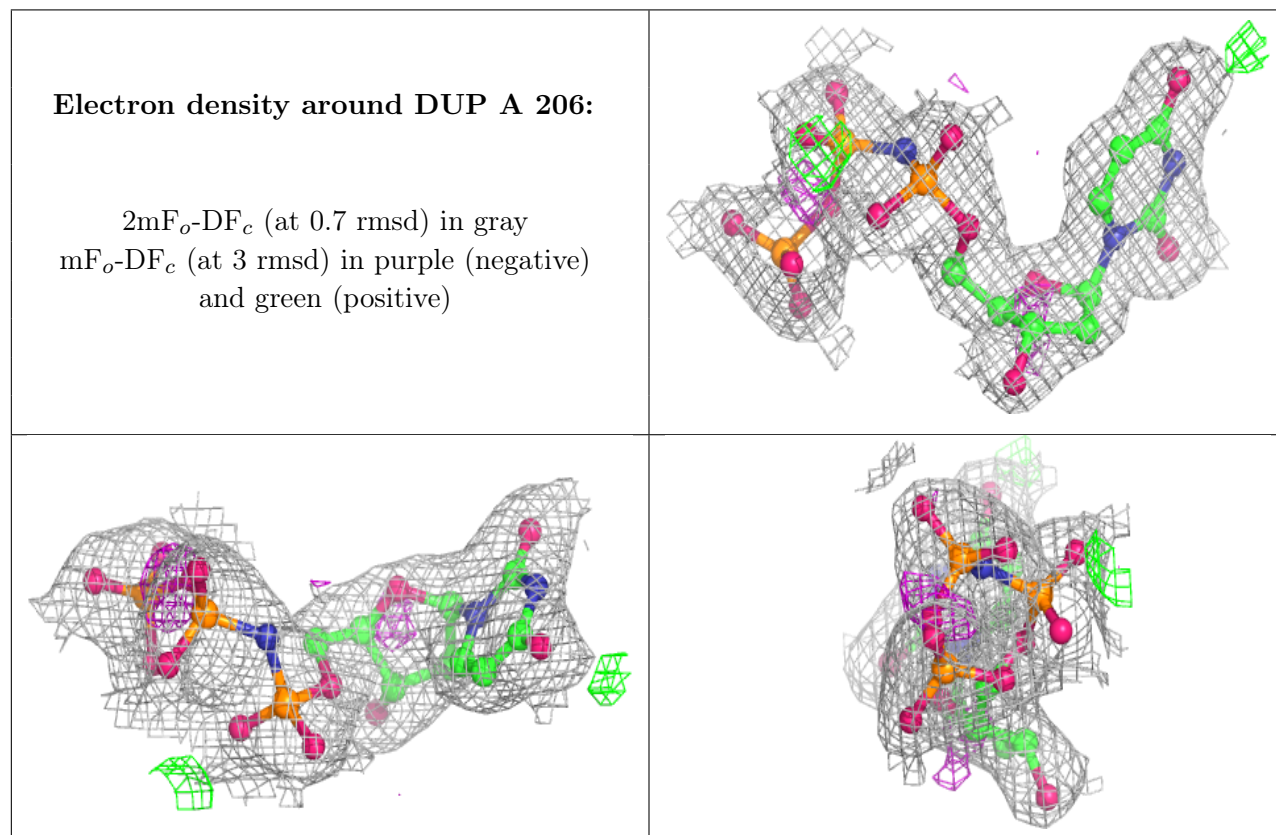 Electron density around DUP A 206:
2mFo-DFc (at 0.7 rmsd) in gray
mFo-DFc (at 3 rmsd) in purple (negative)
and green (positive)